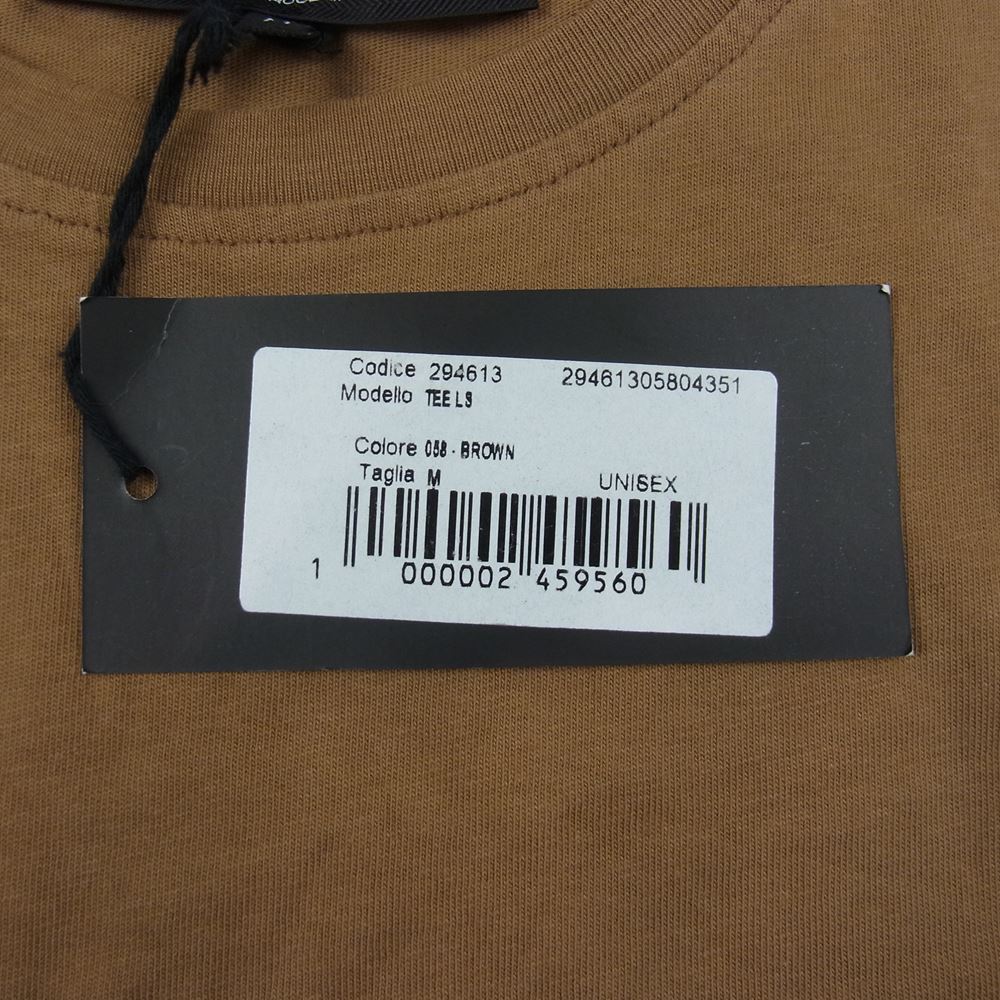 Codice 294613 29461305804351
Modello TEE LS
Colore 058 - BROWN
Taglia M UNISEX
1 000002 459560